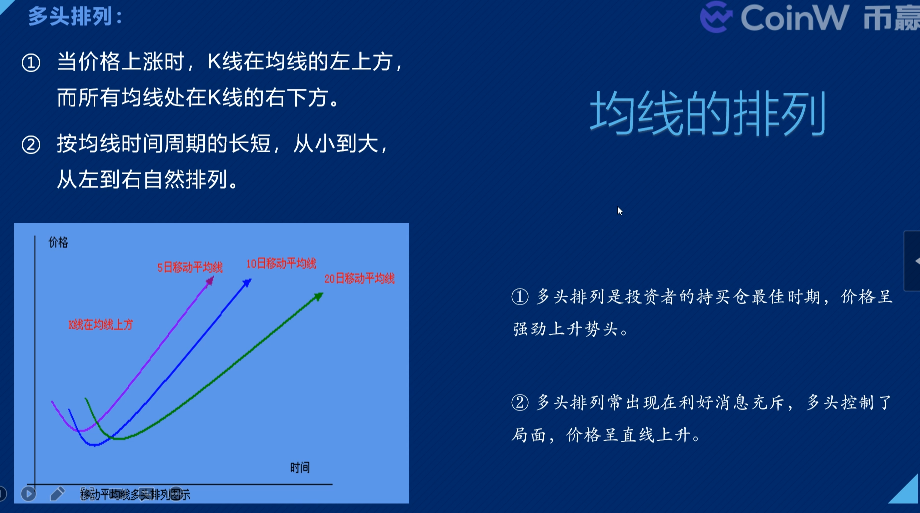 多头排列：
① 当价格上涨时，K线在均线的左上方，
而所有均线处在K线的右下方。
② 按均线时间周期的长短，从小到大，
从左到右自然排列。
价格
5日移动平均线
10日移动平均线
20日移动平均线
K线在均线上方
时间
移动平均线多头排列图示
CoinW 币赢
均线的排列
① 多头排列是投资者的持买仓最佳时期，价格呈
强劲上升势头。
② 多头排列常出现在利好消息充斥，多头控制了
局面，价格呈直线上升。